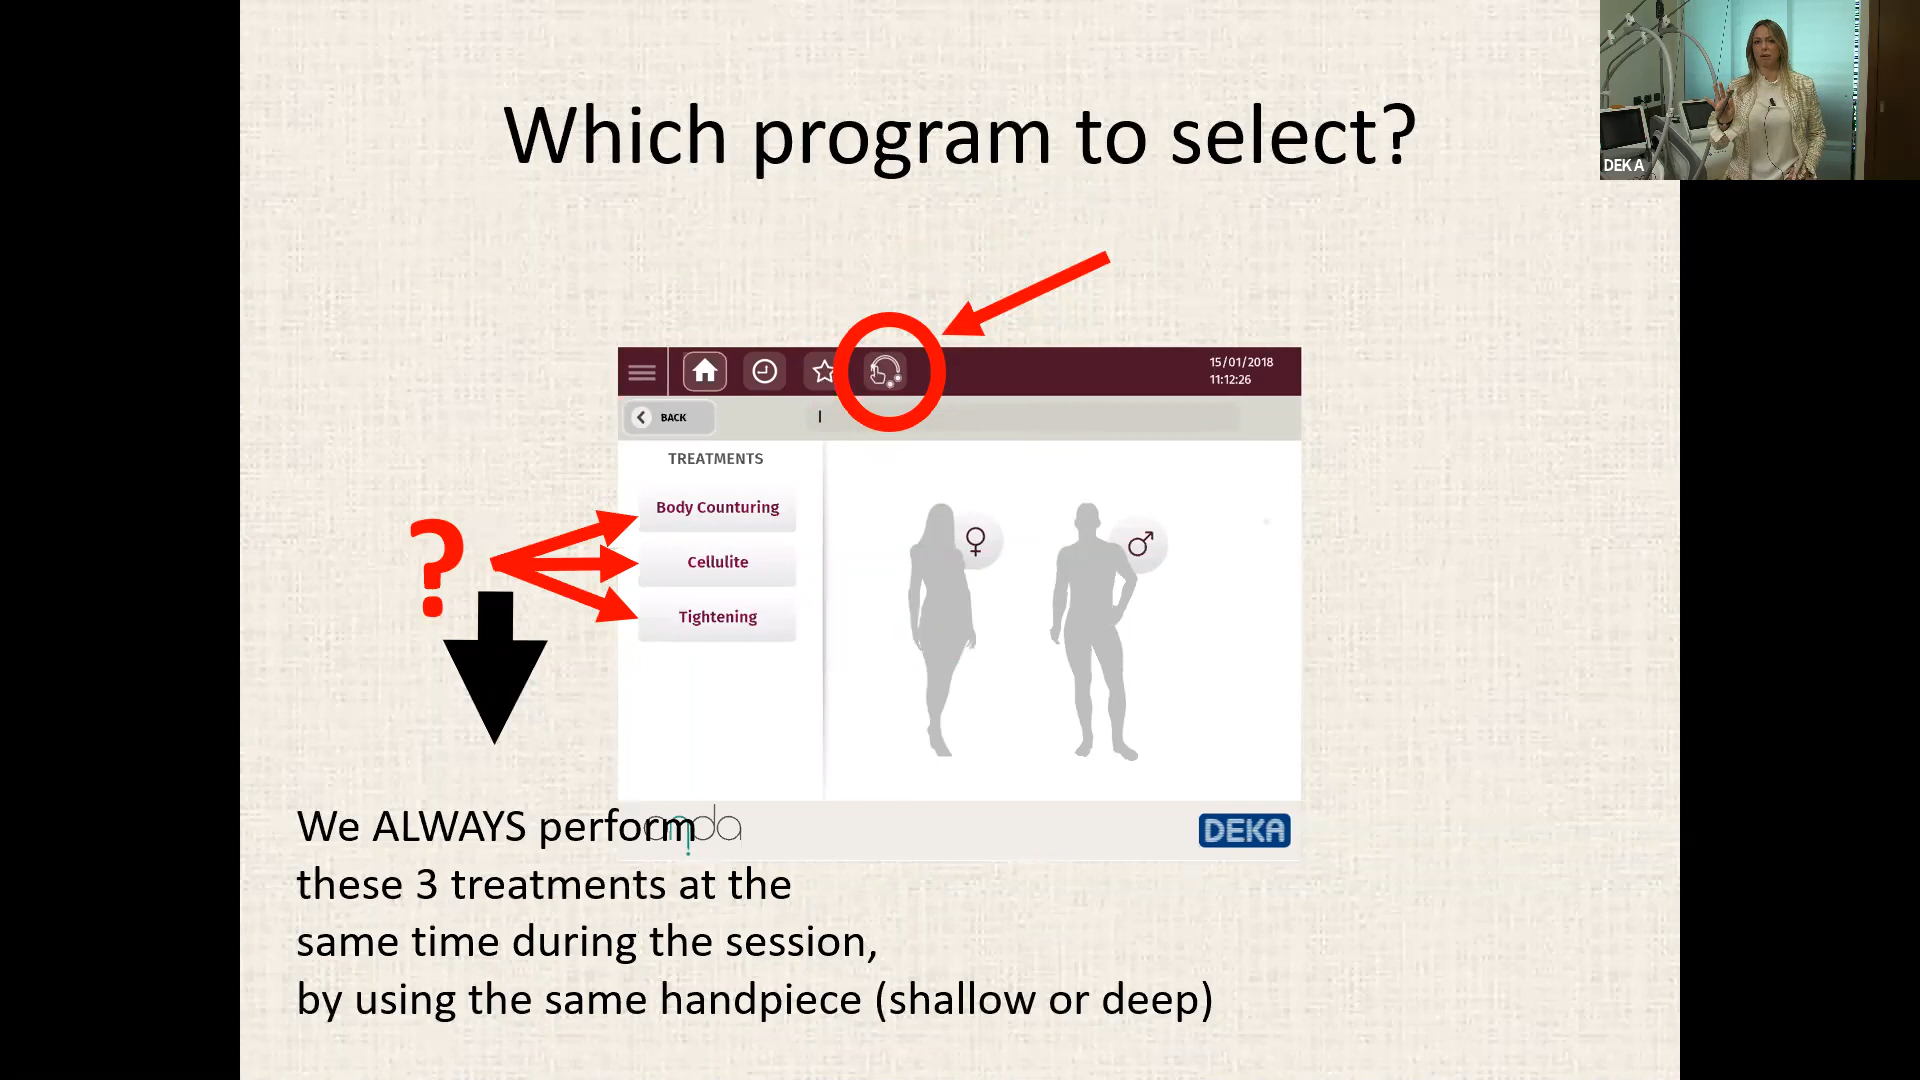 Which program to select?
DEKA
15/01/2018
11:12:26
BACK
TREATMENTS
Body Counturing
Cellulite
Tightening
?
We ALWAYS perform
these 3 treatments at the
same time during the session,
by using the same handpiece (shallow or deep)
DEKA